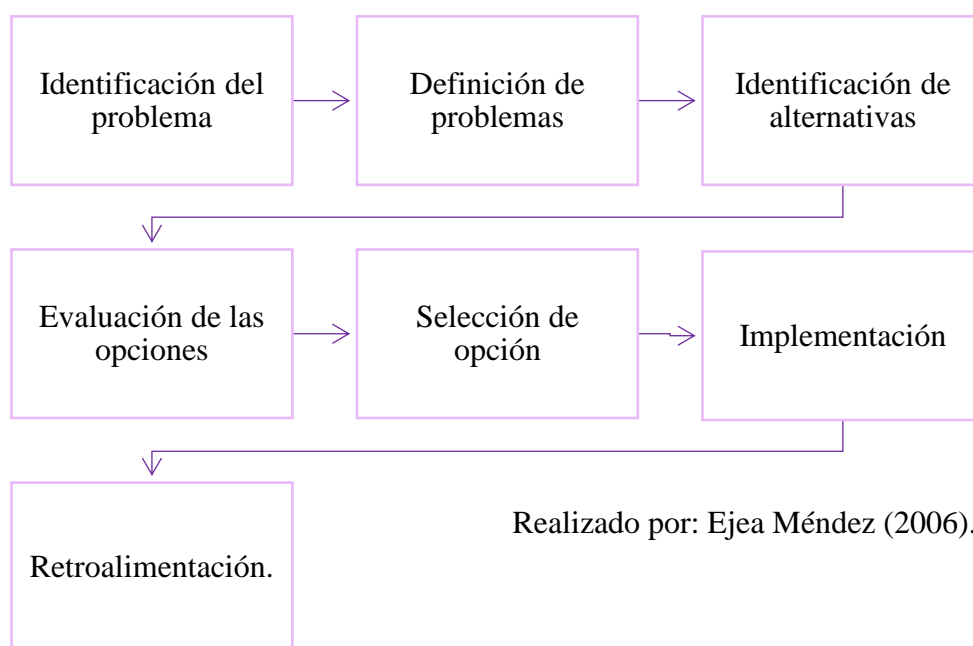 Identificación del
problema
Definición de
problemas
Identificación de
alternativas
Evaluación de las
opciones
Selección de
opción
Implementación
Retroalimentación.
Realizado por: Ejea Méndez (2006).